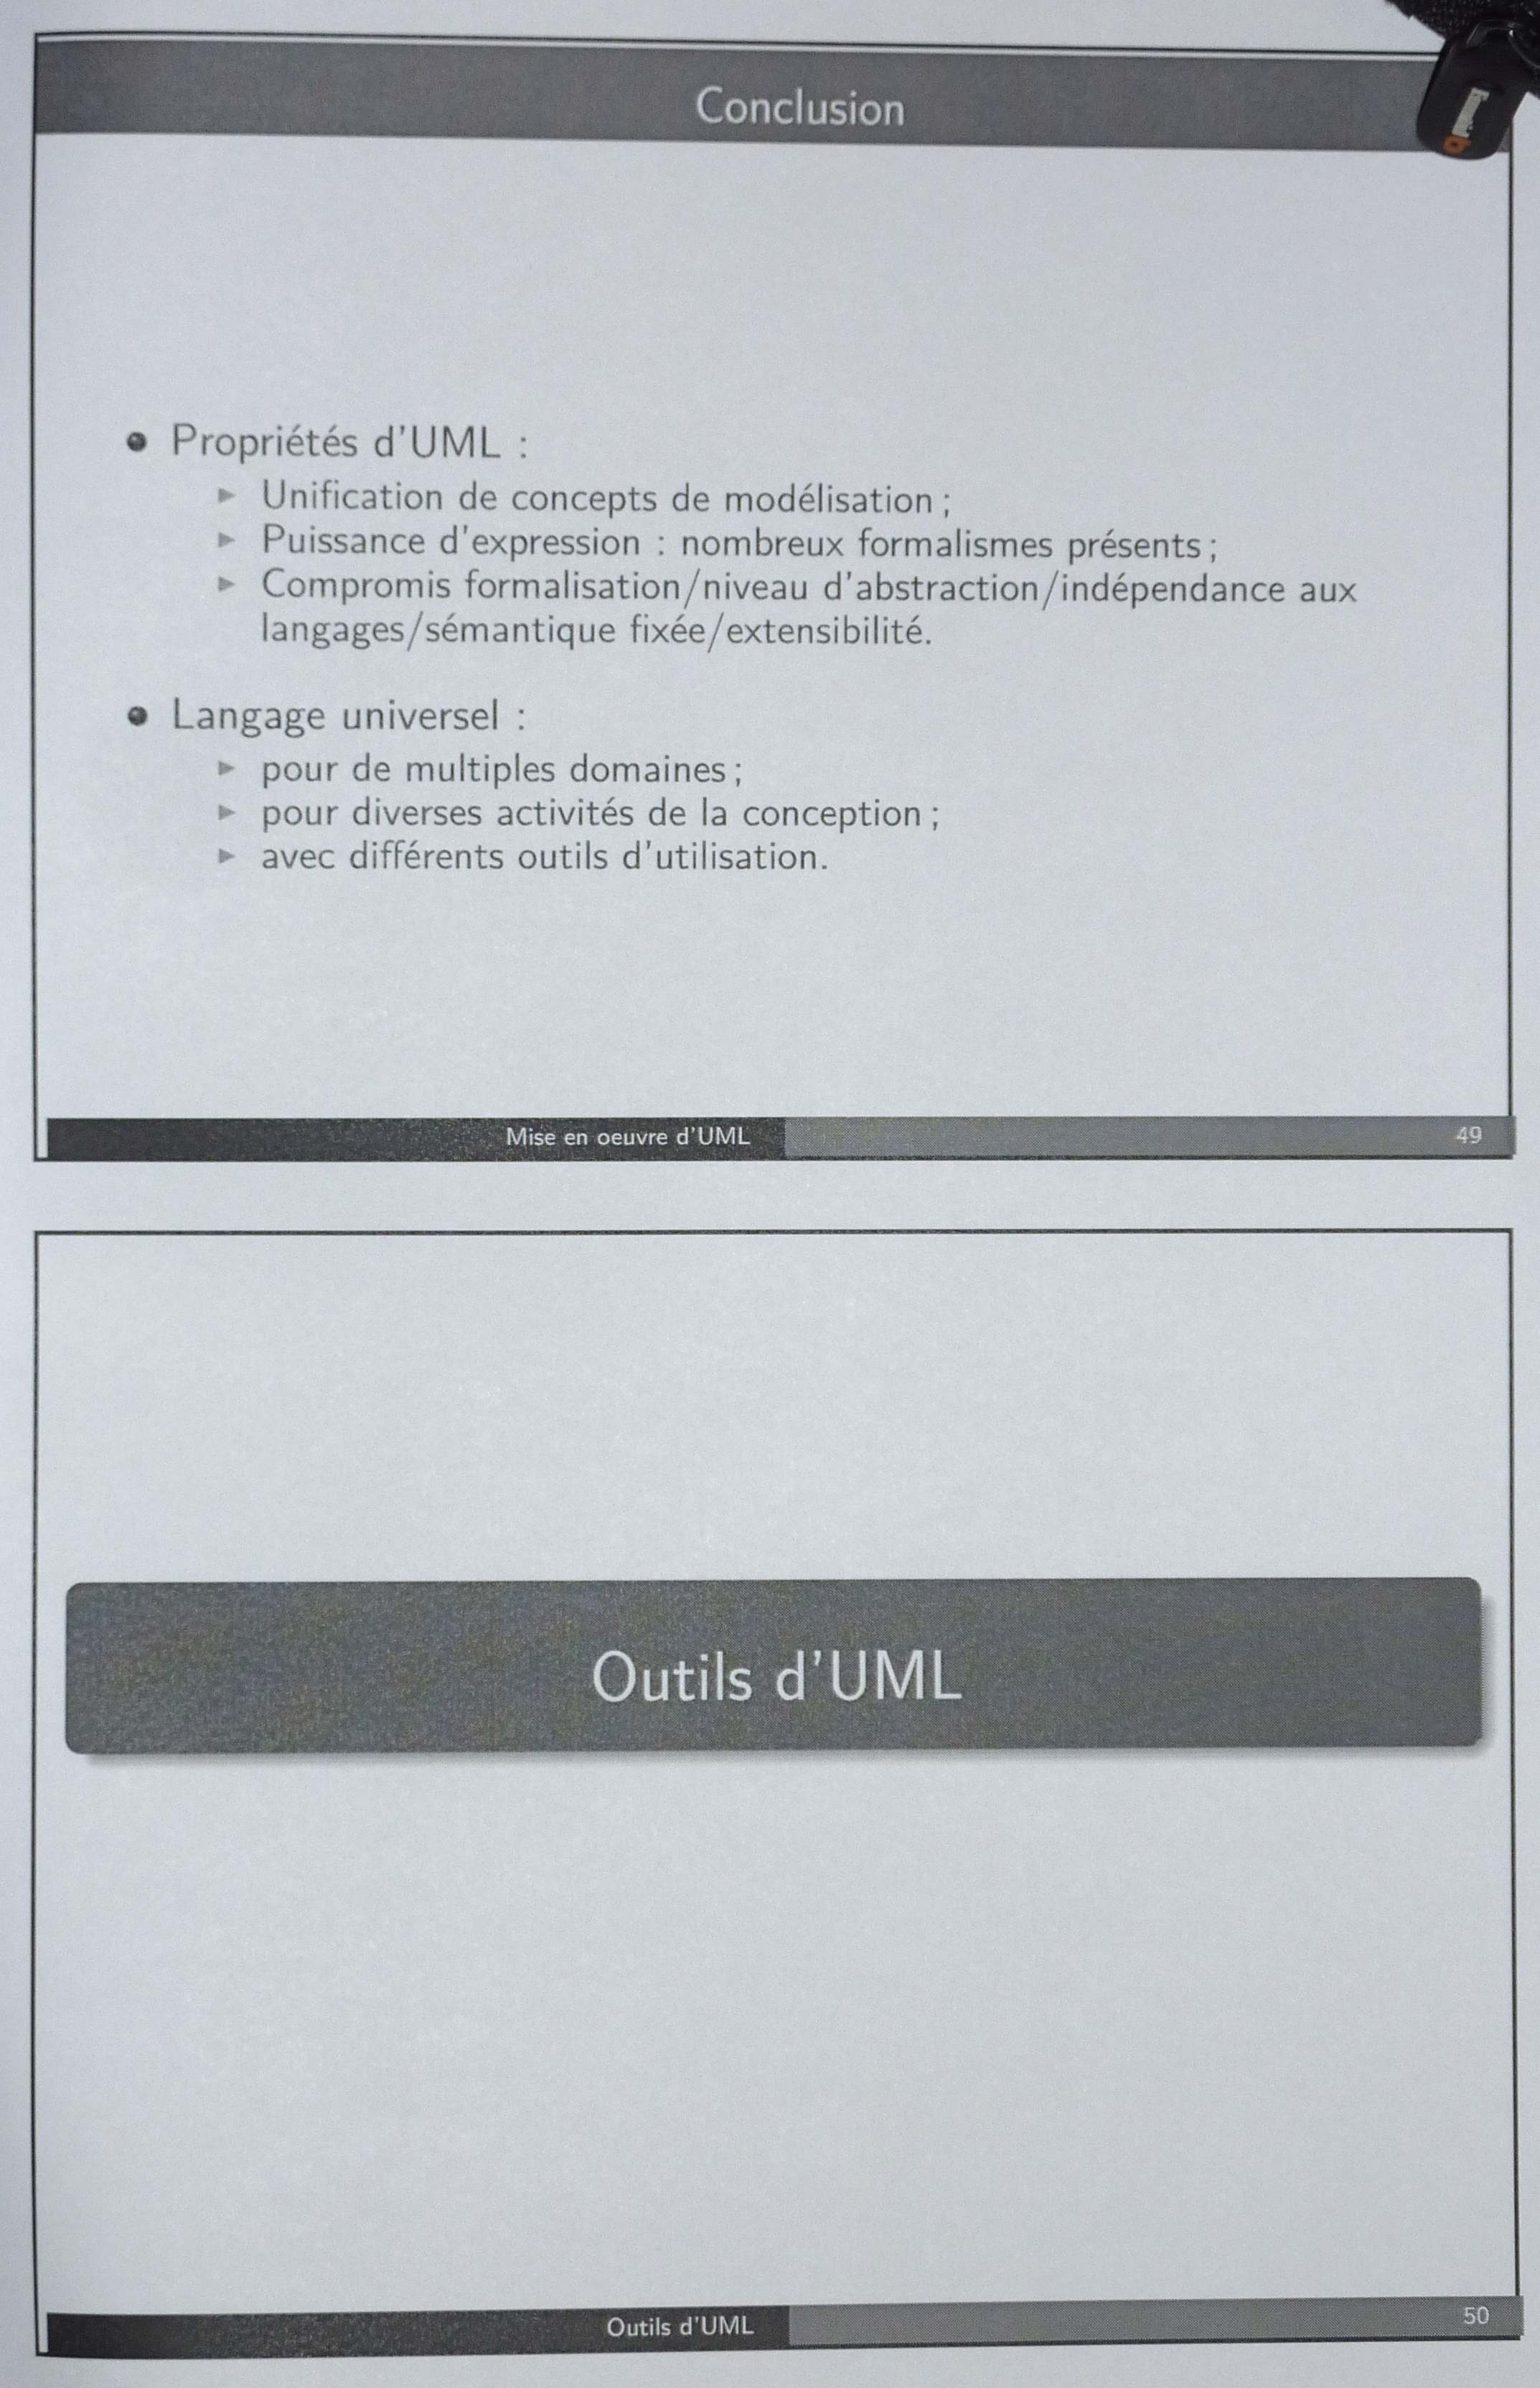 Conclusion
• Propriétés d'UML :
▶ Unification de concepts de modélisation ;
▶ Puissance d'expression : nombreux formalismes présents ;
▶ Compromis formalisation/niveau d'abstraction/indépendance aux
langages/sémantique fixée/extensibilité.
• Langage universel :
▶ pour de multiples domaines ;
▶ pour diverses activités de la conception ;
▶ avec différents outils d'utilisation.
Mise en oeuvre d'UML 49
Outils d'UML
Outils d'UML 50